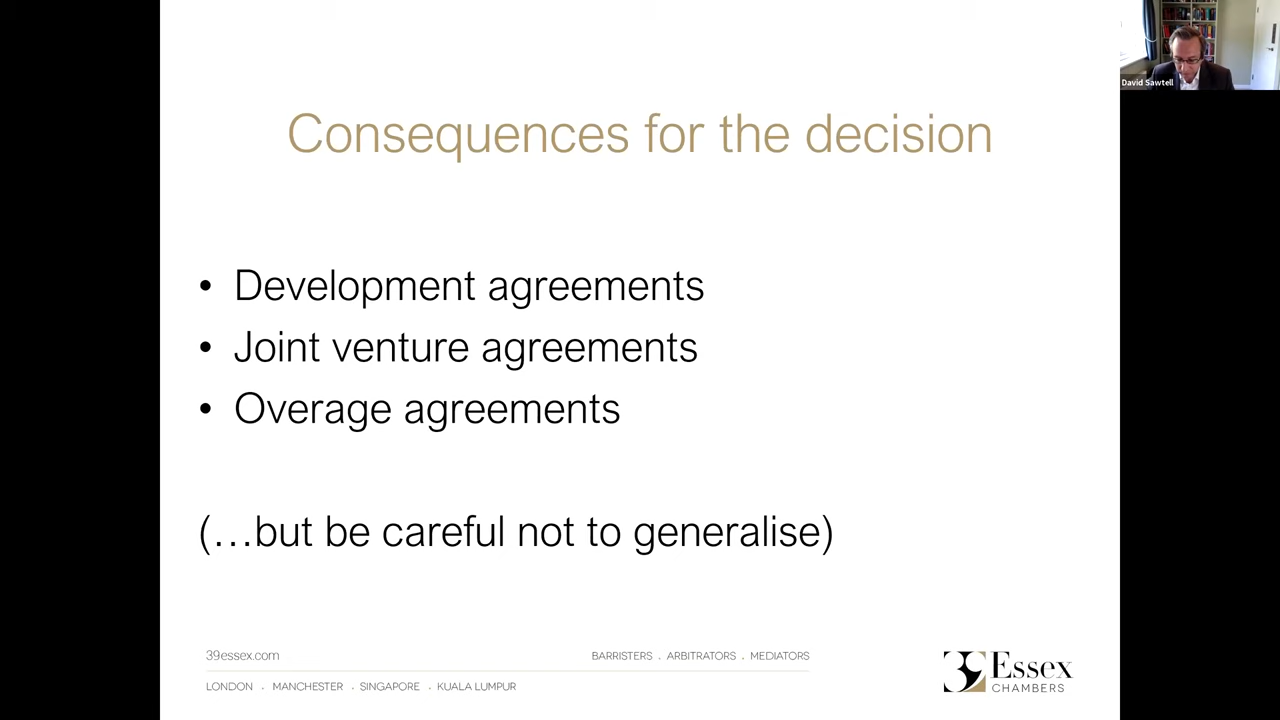 David Sawtell
Consequences for the decision
• Development agreements
• Joint venture agreements
• Overage agreements
(…but be careful not to generalise)
39essex.com
BARRISTERS . ARBITRATORS . MEDIATORS
LONDON . MANCHESTER . SINGAPORE . KUALA LUMPUR
39 Essex
CHAMBERS